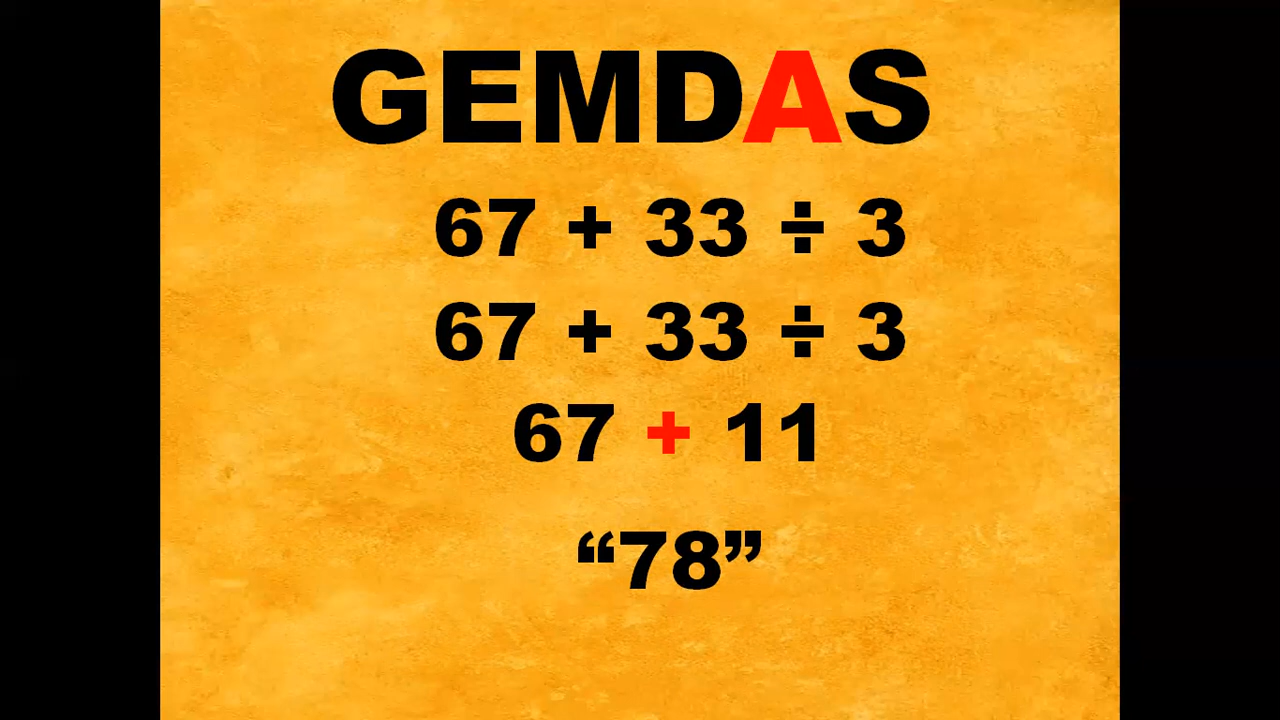 GEMDAS
67 + 33 ÷ 3
67 + 33 ÷ 3
67 + 11
“78”